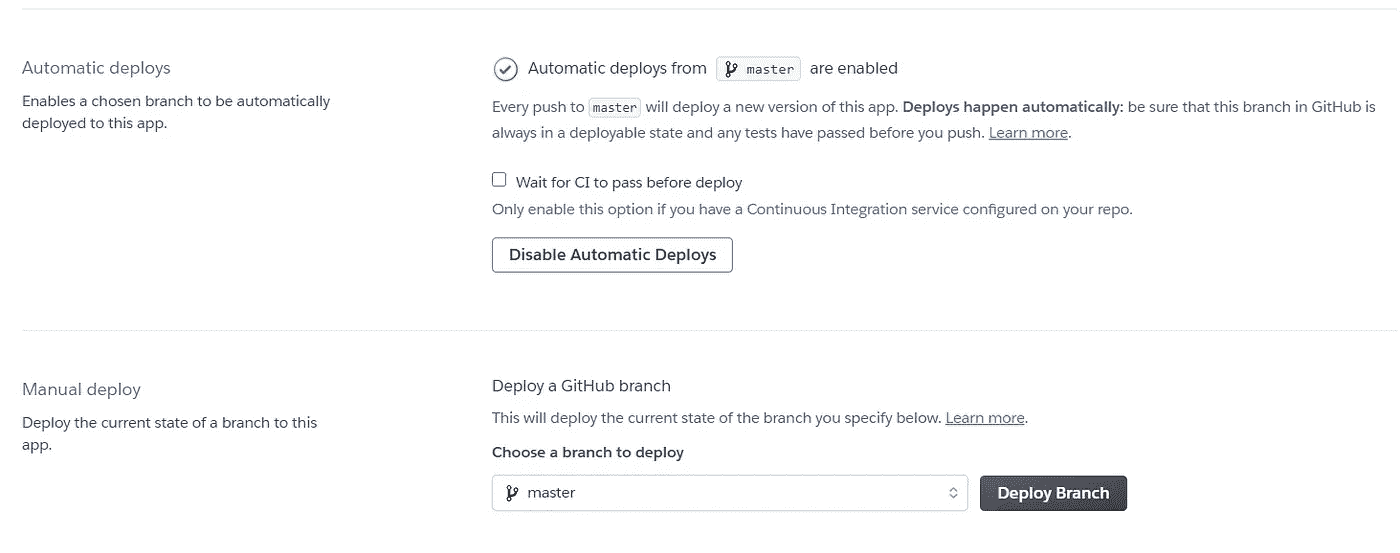 Automatic deploys
Enables a chosen branch to be automatically
deployed to this app.
Automatic deploys from master are enabled
Every push to master will deploy a new version of this app. Deploys happen automatically: be sure that this branch in GitHub is
always in a deployable state and any tests have passed before you push. Learn more.
Wait for CI to pass before deploy
Only enable this option if you have a Continuous Integration service configured on your repo.
Disable Automatic Deploys
Manual deploy
Deploy the current state of a branch to this
app.
Deploy a GitHub branch
This will deploy the current state of the branch you specify below. Learn more.
Choose a branch to deploy
master
Deploy Branch